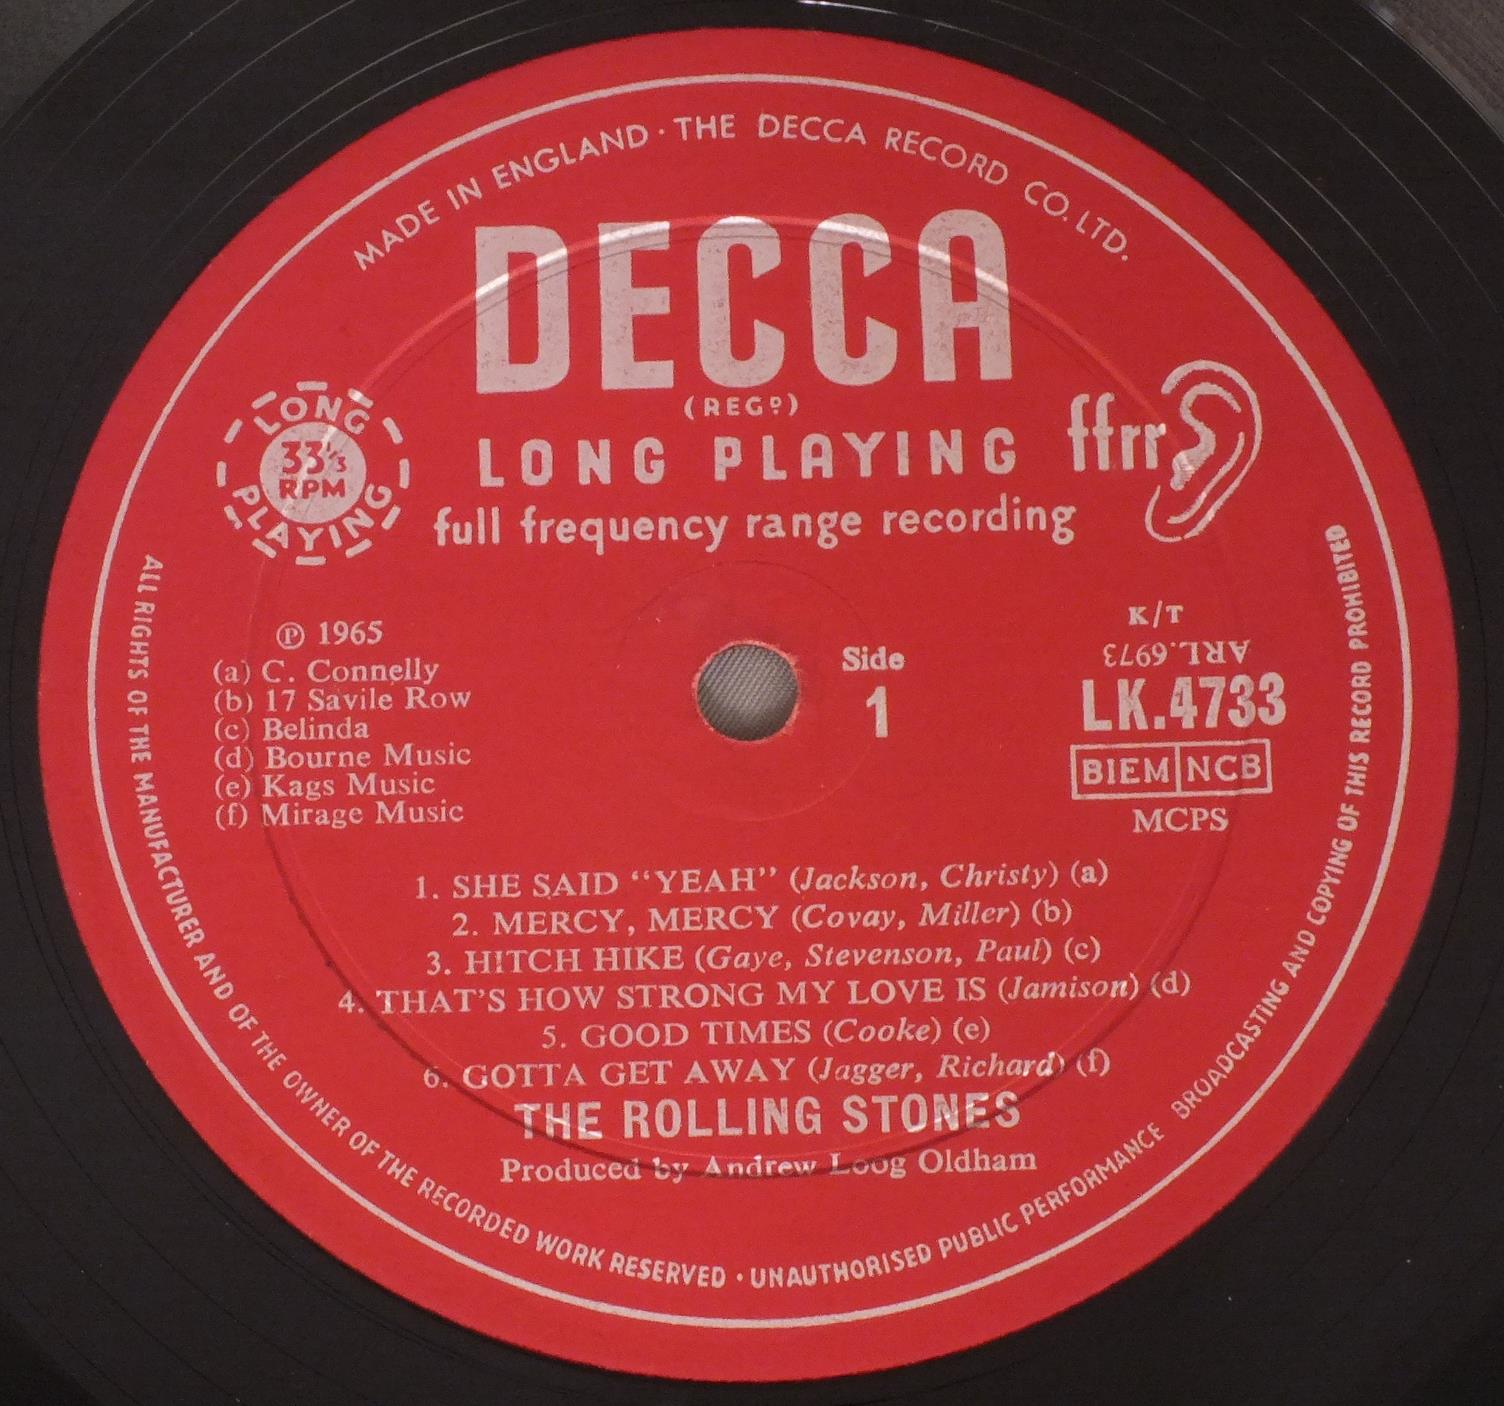 MADE IN ENGLAND · THE DECCA RECORD CO. LTD.
DECCA
(REGᴰ)
LONG PLAYING
ffrr
full frequency range recording
LONG
33⅓
RPM
PLAYING
℗ 1965
(a) C. Connelly
(b) 17 Savile Row
(c) Belinda
(d) Bourne Music
(e) Kags Music
(f) Mirage Music
Side
1
K/T
ARL.6973
LK.4733
BIEM NCB
MCPS
1. SHE SAID “YEAH” (Jackson, Christy) (a)
2. MERCY, MERCY (Covay, Miller) (b)
3. HITCH HIKE (Gaye, Stevenson, Paul) (c)
4. THAT’S HOW STRONG MY LOVE IS (Jamison) (d)
5. GOOD TIMES (Cooke) (e)
6. GOTTA GET AWAY (Jagger, Richard) (f)
THE ROLLING STONES
Produced by Andrew Loog Oldham
ALL RIGHTS OF THE MANUFACTURER AND OF THE OWNER OF THE RECORDED WORK RESERVED · UNAUTHORISED PUBLIC PERFORMANCE BROADCASTING AND COPYING OF THIS RECORD PROHIBITED